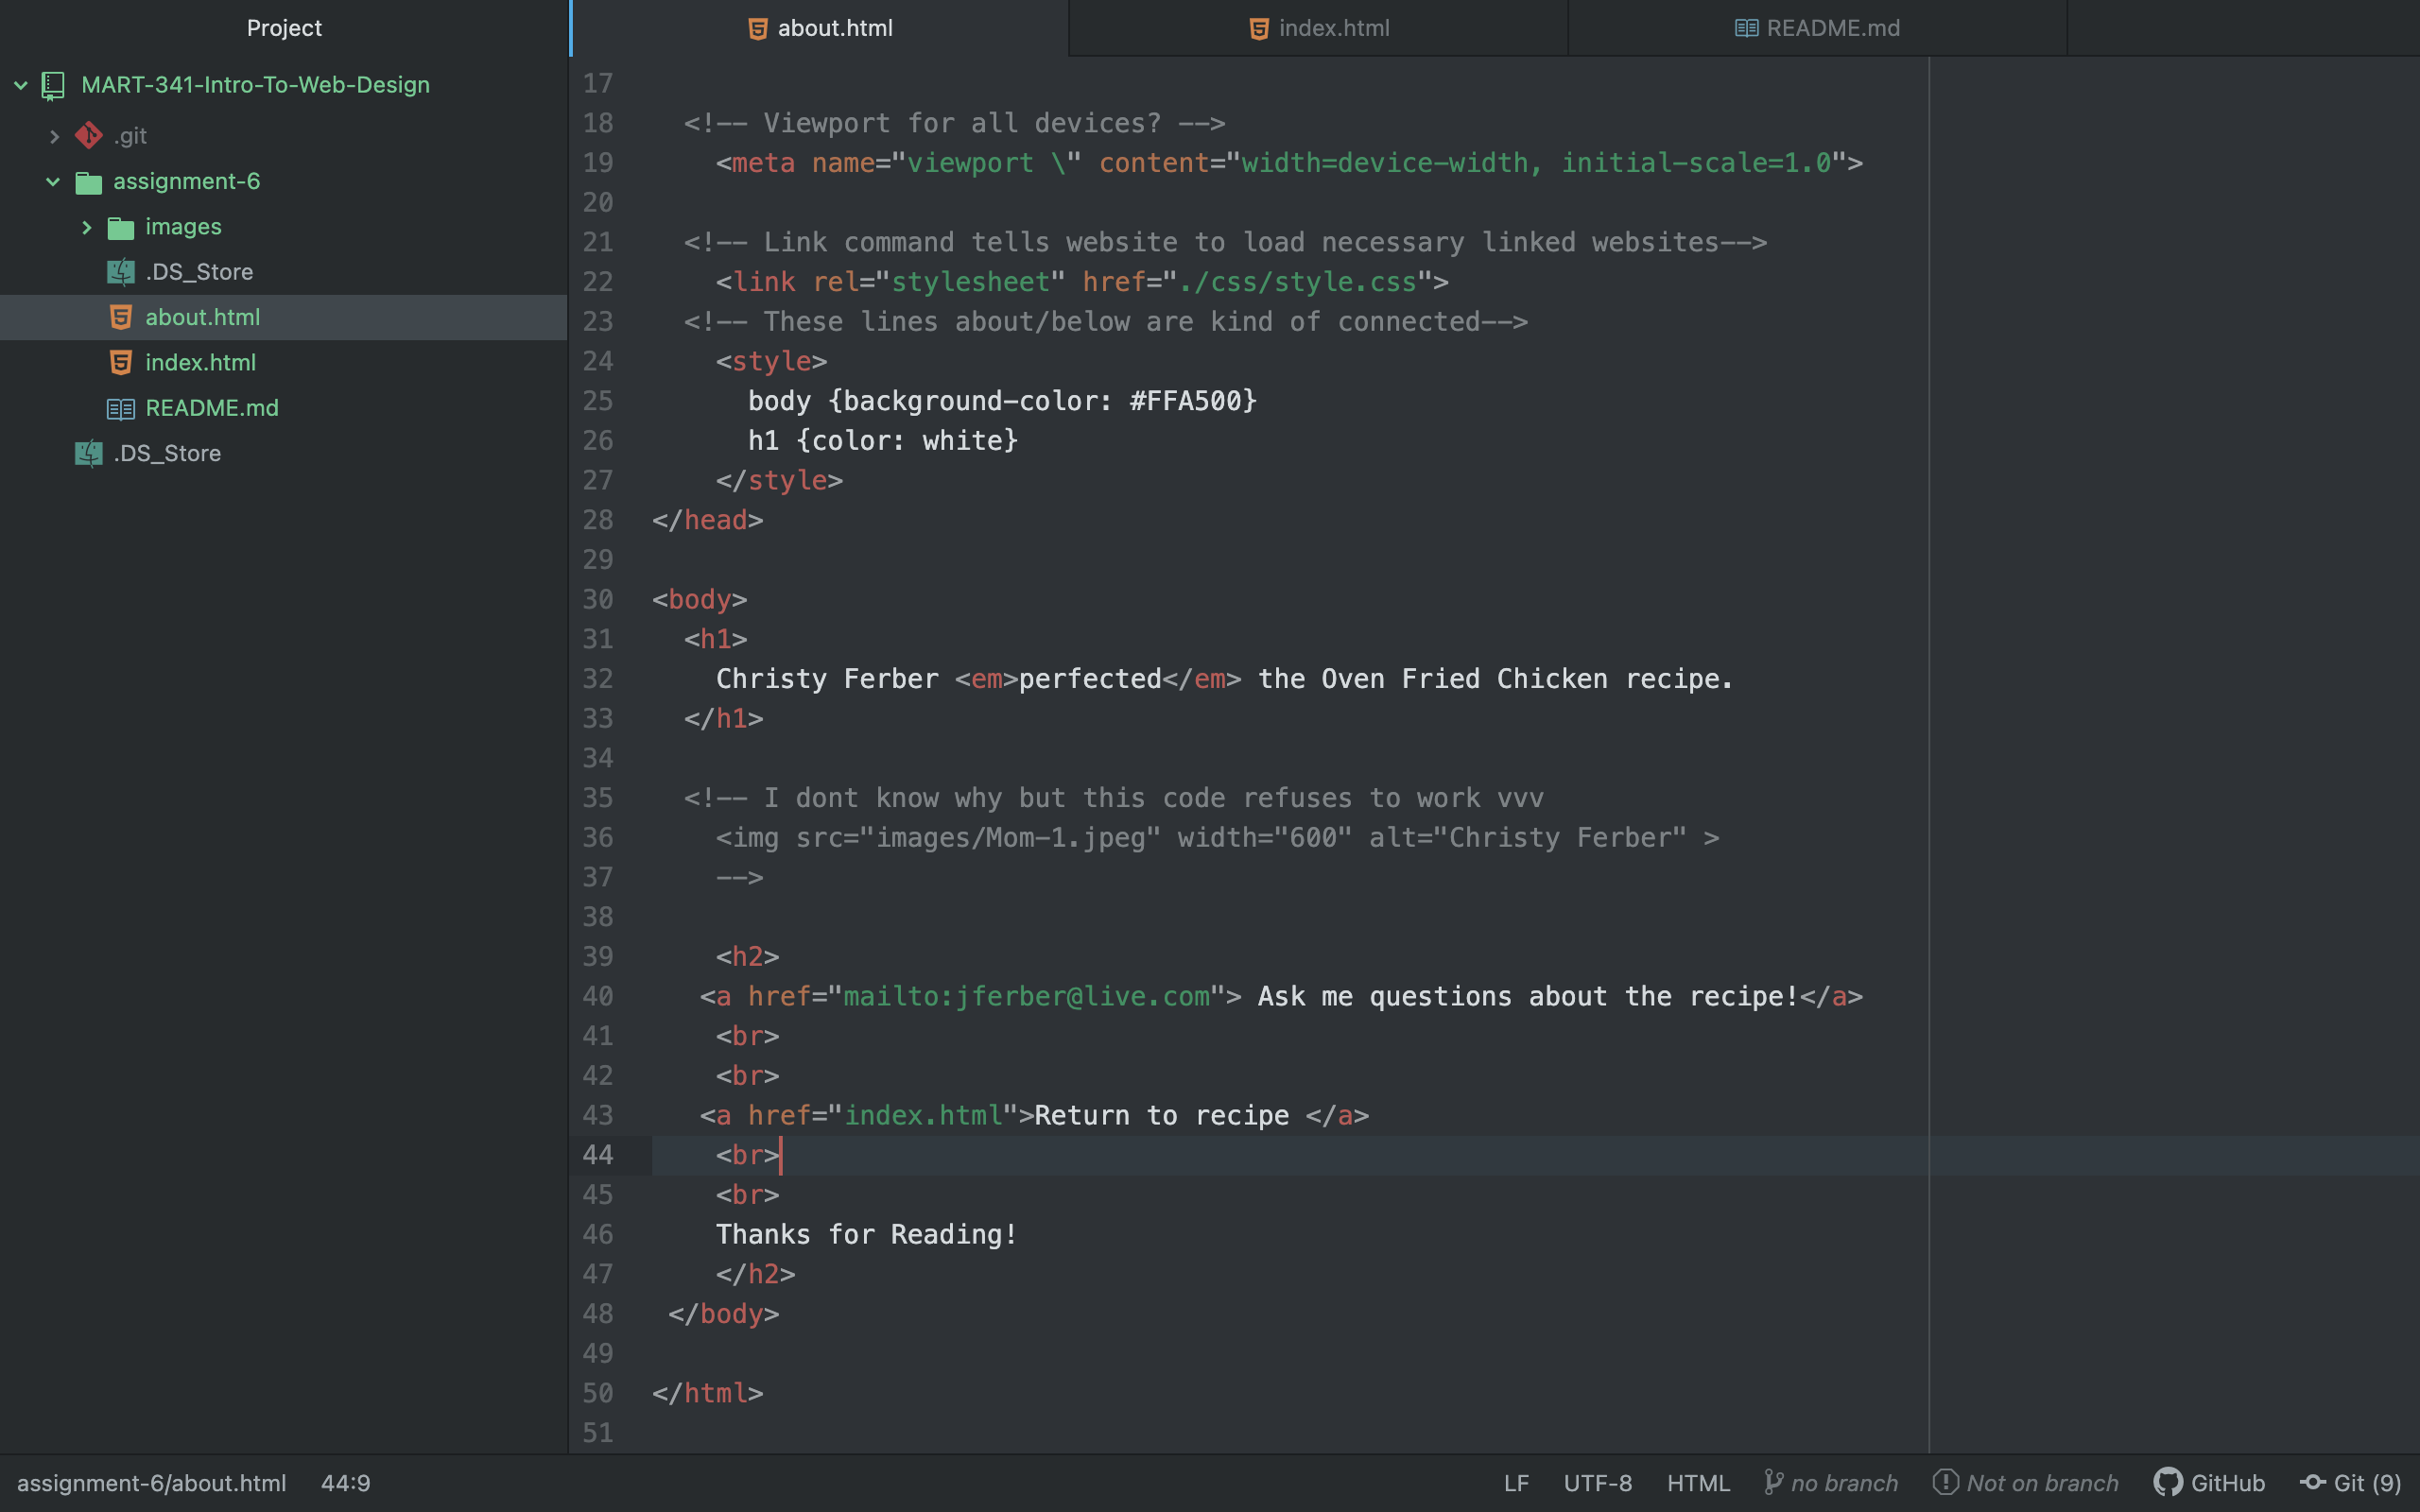 Project
MART-341-Intro-To-Web-Design
.git
assignment-6
images
.DS_Store
about.html
index.html
README.md
.DS_Store
about.html
index.html
README.md
17
18 <!-- Viewport for all devices? -->
19 <meta name="viewport \" content="width=device-width, initial-scale=1.0">
20
21 <!-- Link command tells website to load necessary linked websites-->
22 <link rel="stylesheet" href="./css/style.css">
23 <!-- These lines about/below are kind of connected-->
24 <style>
25 body {background-color: #FFA500}
26 h1 {color: white}
27 </style>
28 </head>
29
30 <body>
31 <h1>
32 Christy Ferber <em>perfected</em> the Oven Fried Chicken recipe.
33 </h1>
34
35 <!-- I dont know why but this code refuses to work vvv
36 <img src="images/Mom-1.jpeg" width="600" alt="Christy Ferber" >
37 -->
38
39 <h2>
40 <a href="mailto:jferber@live.com"> Ask me questions about the recipe!</a>
41 <br>
42 <br>
43 <a href="index.html">Return to recipe </a>
44 <br>
45 <br>
46 Thanks for Reading!
47 </h2>
48 </body>
49
50 </html>
51
assignment-6/about.html 44:9 LF UTF-8 HTML no branch Not on branch GitHub Git (9)